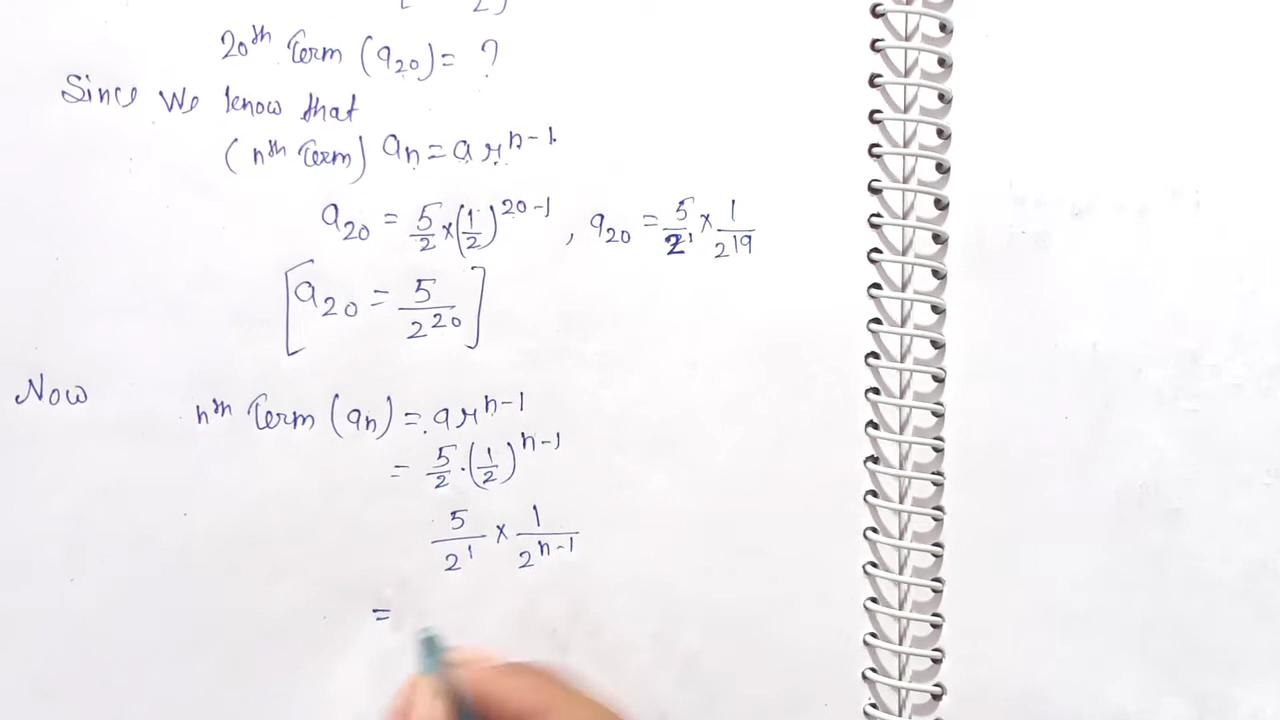 2)
20th Term (a20) = ?
Since We know that
(nth Term) an = a r^n-1
a20 = 5/2 × (1/2)^20-1 , a20 = 5/2^1 × 1/2^19
[a20 = 5/2^20]
Now
nth Term (an) = a r^n-1
= 5/2 · (1/2)^n-1
5/2^1 × 1/2^n-1
=